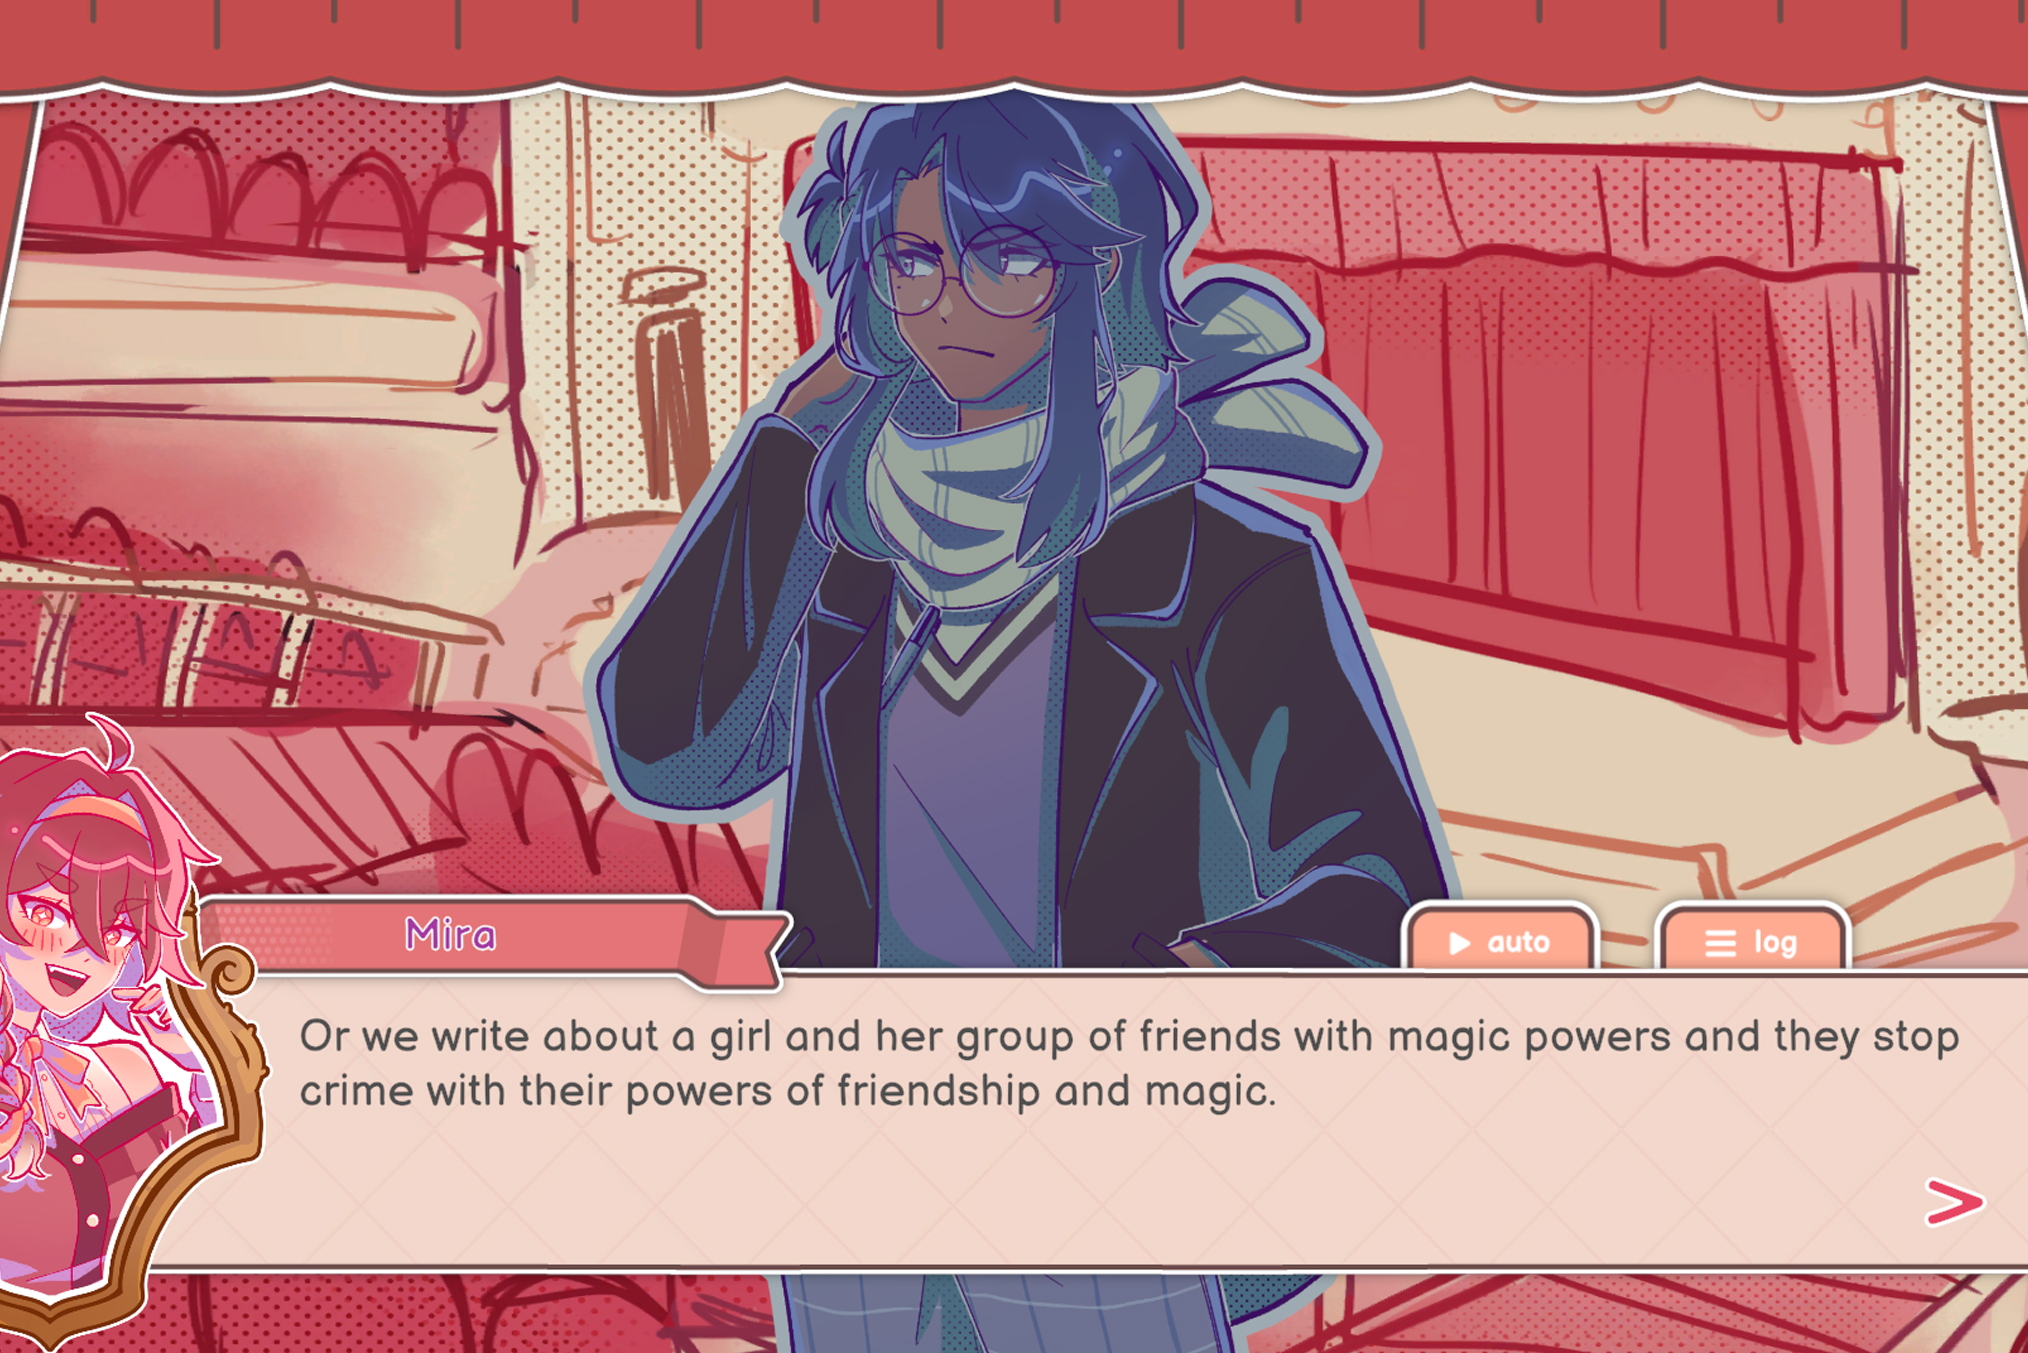 Mira
auto
log
Or we write about a girl and her group of friends with magic powers and they stop
crime with their powers of friendship and magic.